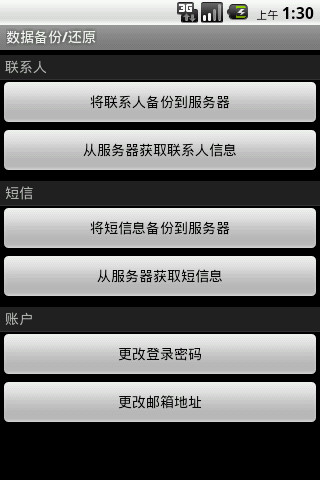 3G 上午 1:30
数据备份/还原
联系人
将联系人备份到服务器
从服务器获取联系人信息
短信
将短信息备份到服务器
从服务器获取短信息
账户
更改登录密码
更改邮箱地址